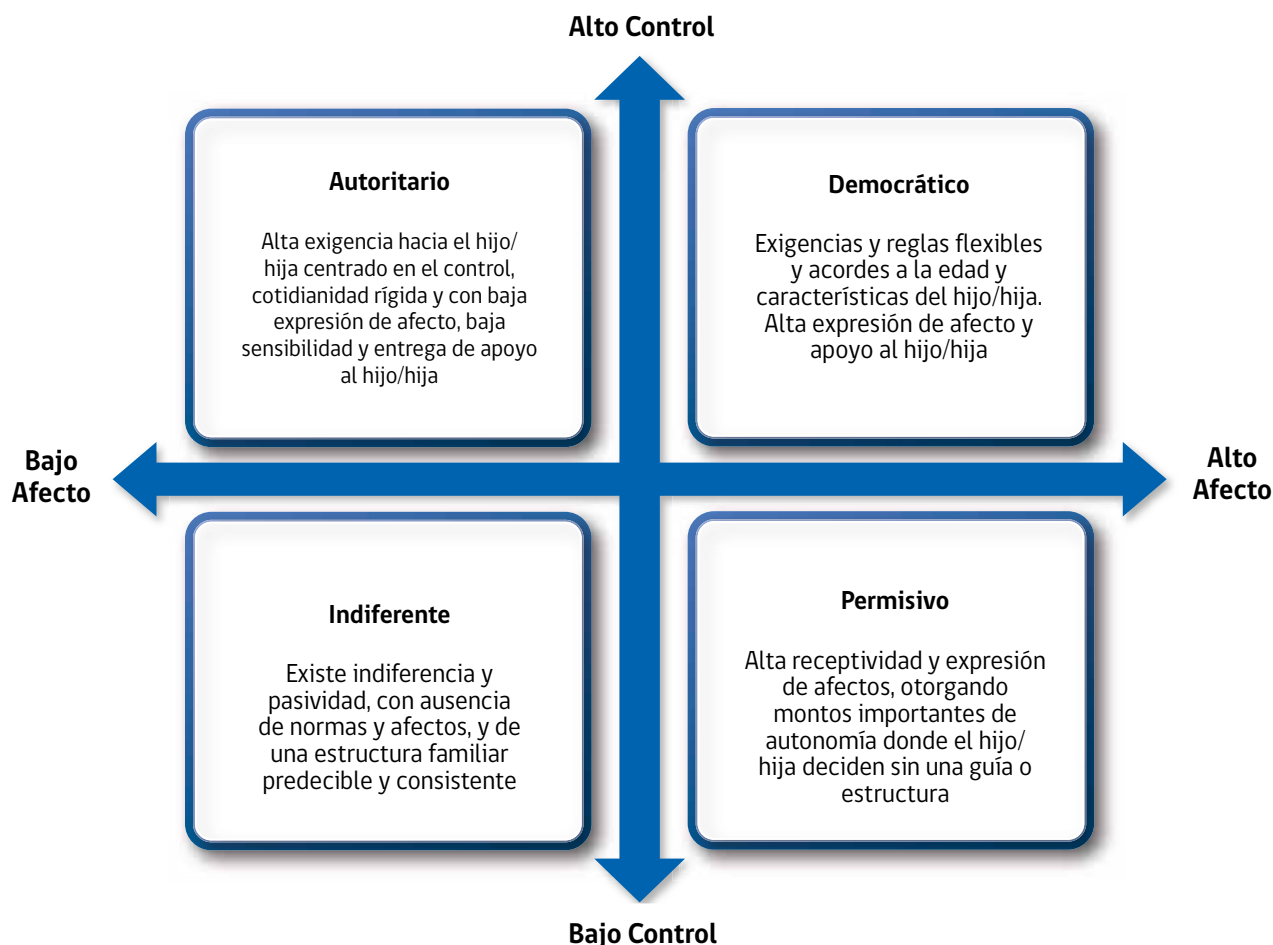 Alto Control
Autoritario
Alta exigencia hacia el hijo/
hija centrado en el control,
cotidianidad rígida y con baja
expresión de afecto, baja
sensibilidad y entrega de apoyo
al hijo/hija
Democrático
Exigencias y reglas flexibles
y acordes a la edad y
características del hijo/hija.
Alta expresión de afecto y
apoyo al hijo/hija
Bajo
Afecto
Alto
Afecto
Indiferente
Existe indiferencia y
pasividad, con ausencia
de normas y afectos, y de
una estructura familiar
predecible y consistente
Permisivo
Alta receptividad y expresión
de afectos, otorgando
montos importantes de
autonomía donde el hijo/
hija deciden sin una guía o
estructura
Bajo Control